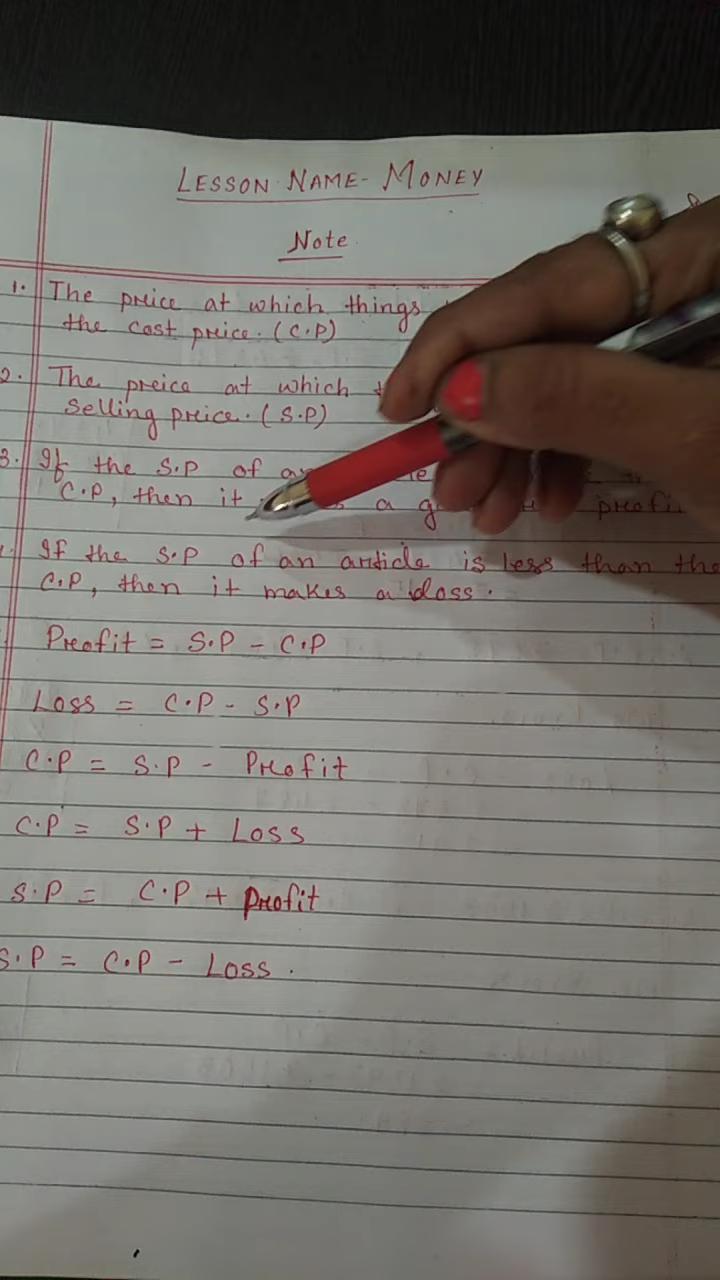 LESSON NAME- MONEY
Note
1. The price at which things
the cost price. (C.P)
2. The price at which
selling price. (S.P)
3. If the S.P of
C.P, then it a profit
If the S.P of an article is less than the
C.P, then it makes a loss.
Profit = S.P - C.P
Loss = C.P - S.P
C.P = S.P - Profit
C.P = S.P + Loss
S.P = C.P + Profit
S.P = C.P - Loss.